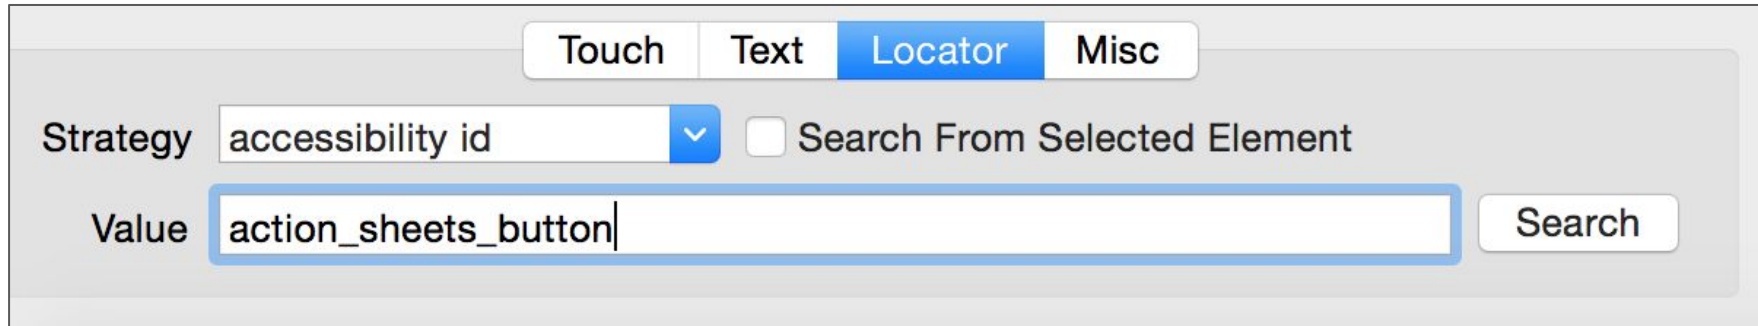 Touch Text Locator Misc
Strategy accessibility id Search From Selected Element
Value action_sheets_button Search